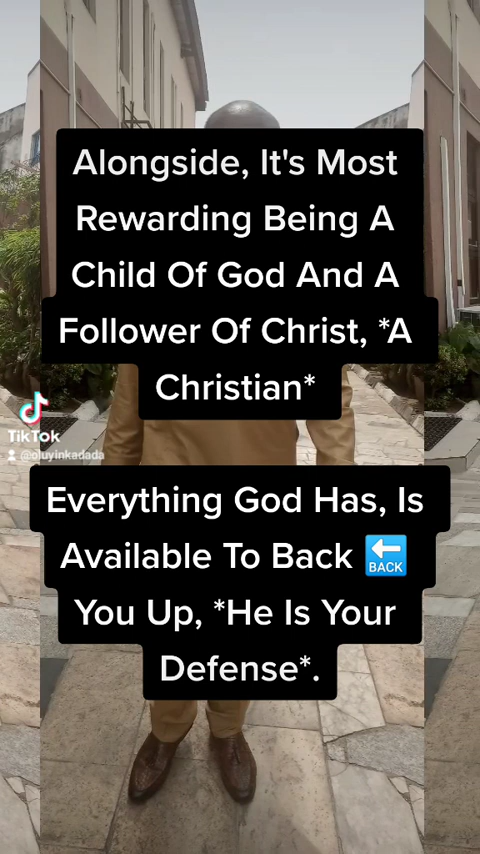 Alongside, It's Most
Rewarding Being A
Child Of God And A
Follower Of Christ, *A
Christian*
TikTok
@oluyinkadada
Everything God Has, Is
Available To Back 🔙
You Up, *He Is Your
Defense*.